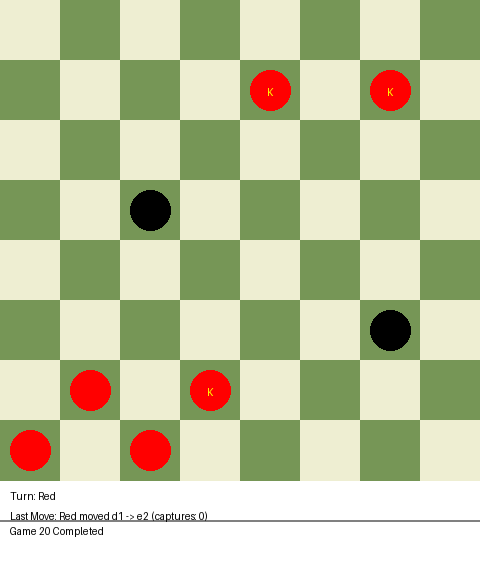 K
K
K
Turn: Red
Last Move: Red moved d1 -> e2 (captures: 0)
Game 20 Completed